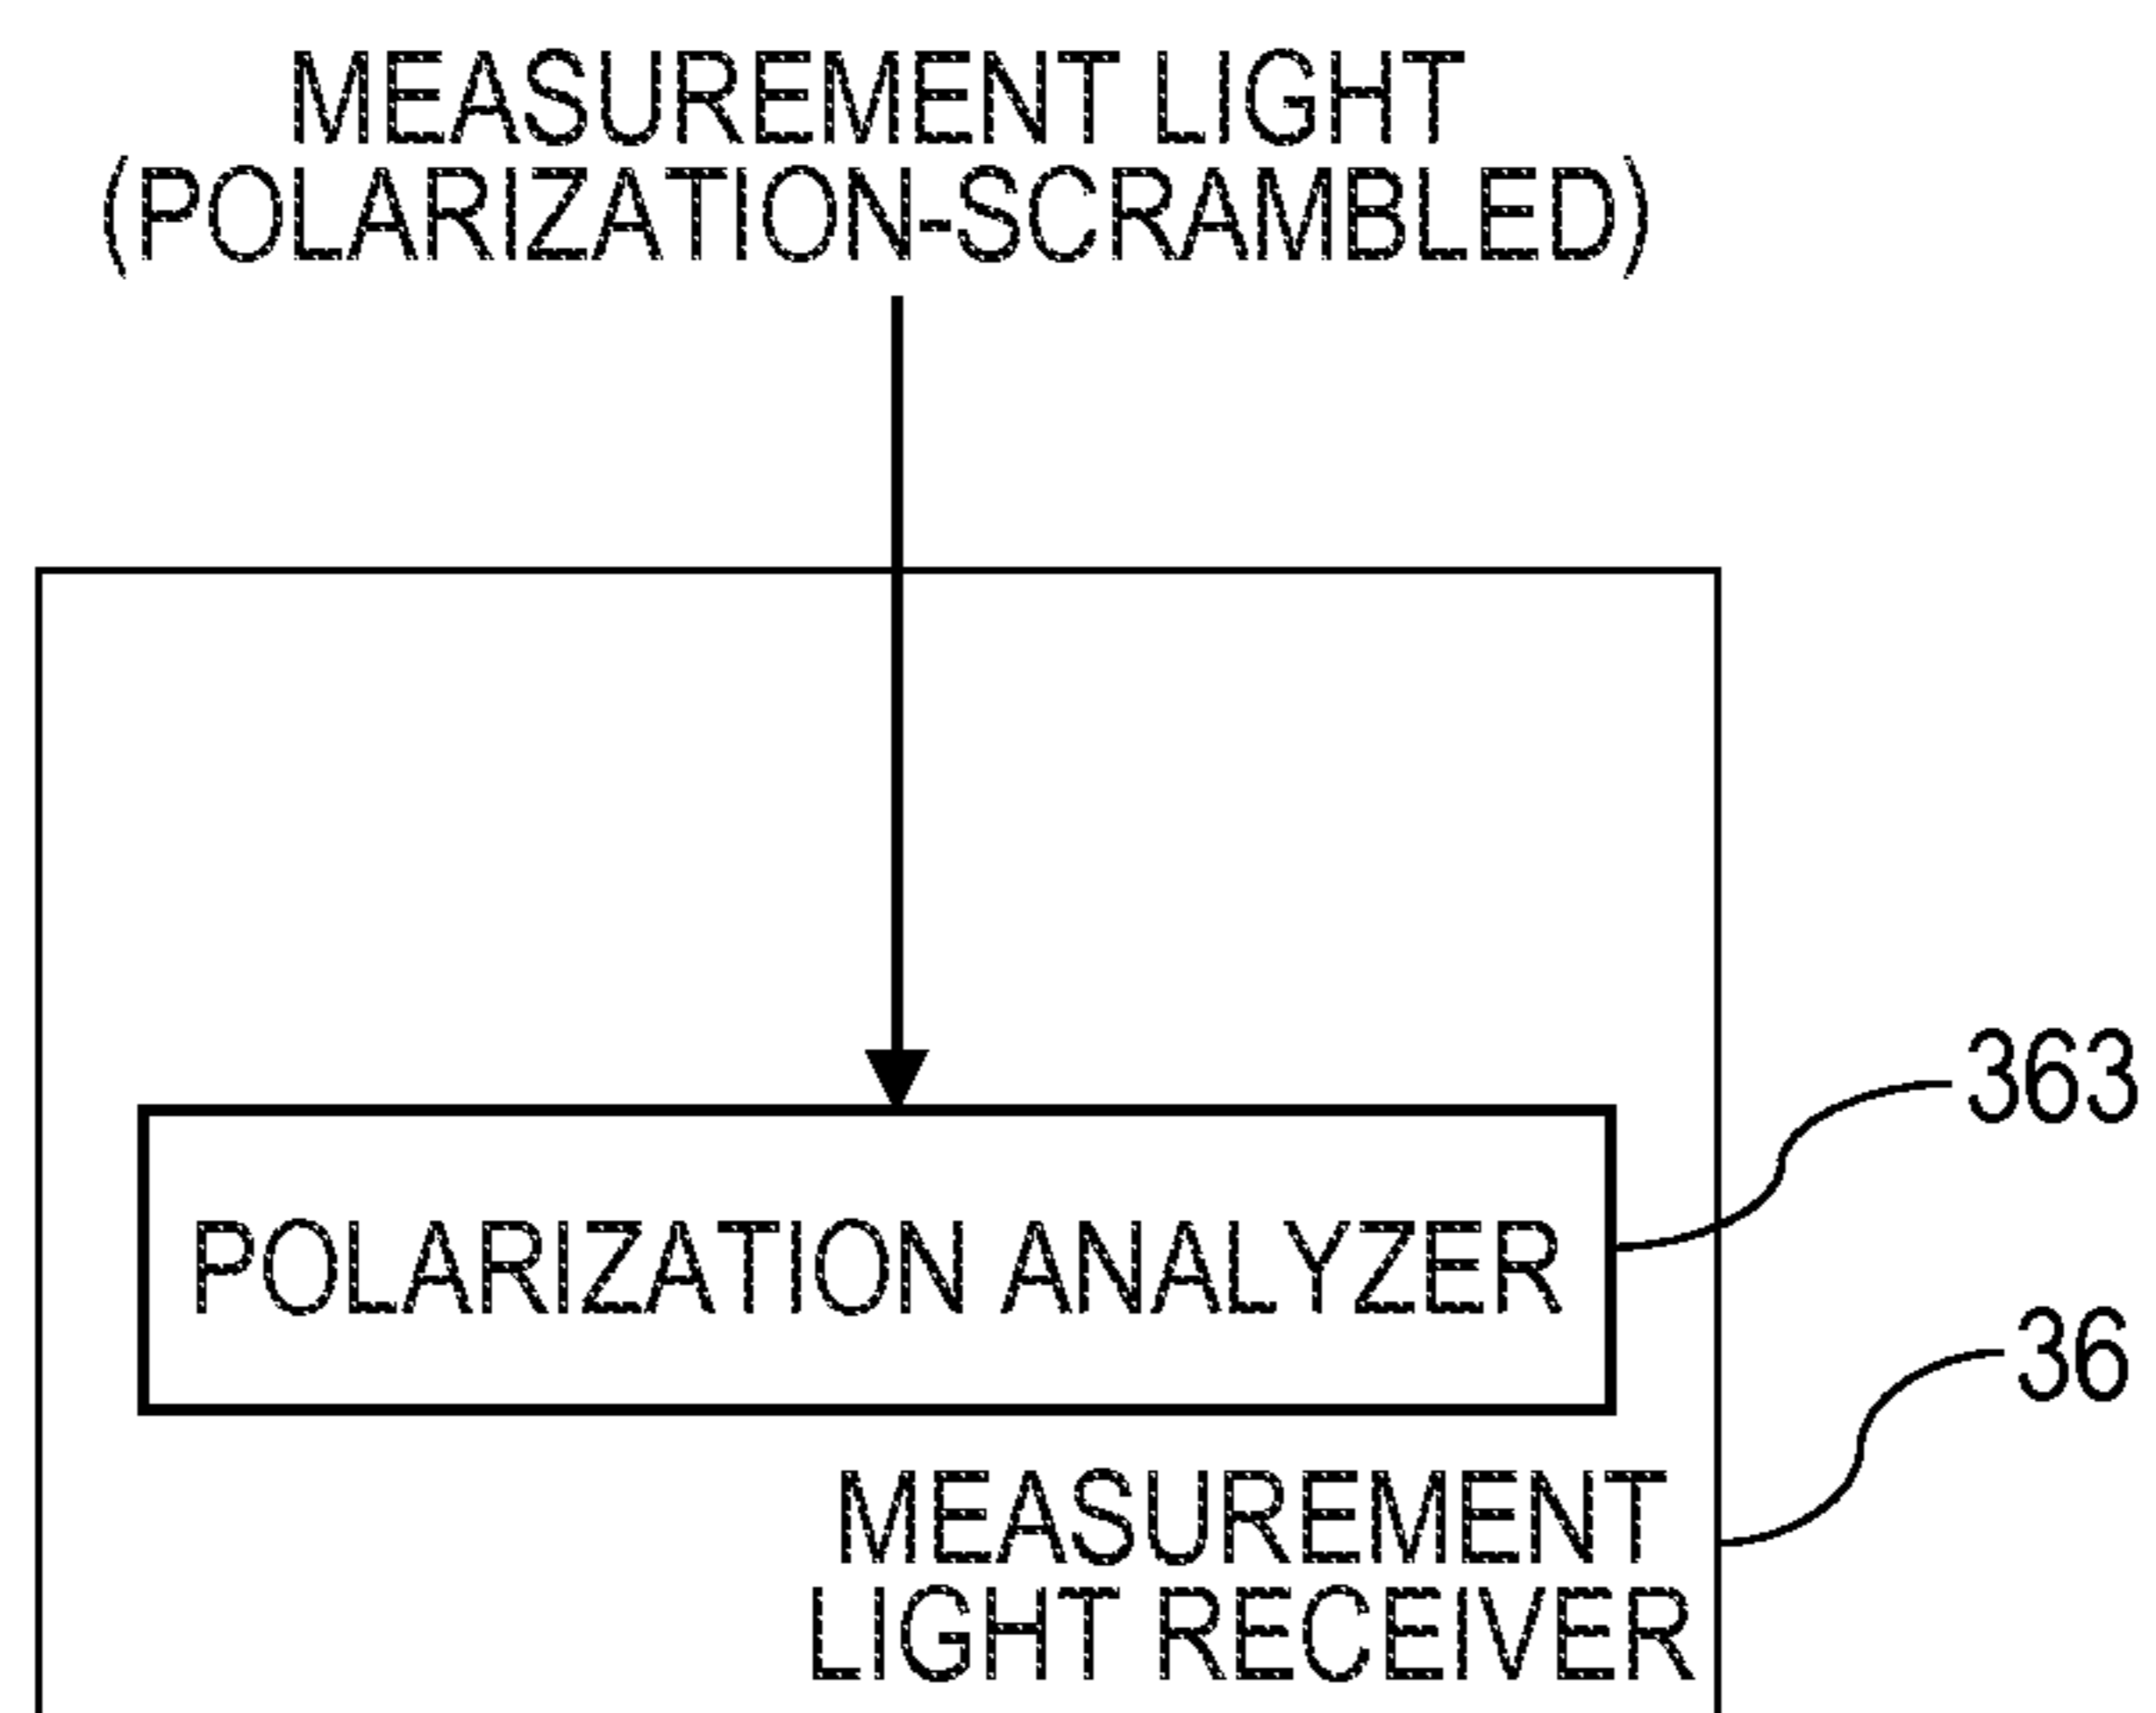 MEASUREMENT LIGHT
(POLARIZATION-SCRAMBLED)
363
POLARIZATION ANALYZER
36
MEASUREMENT
LIGHT RECEIVER